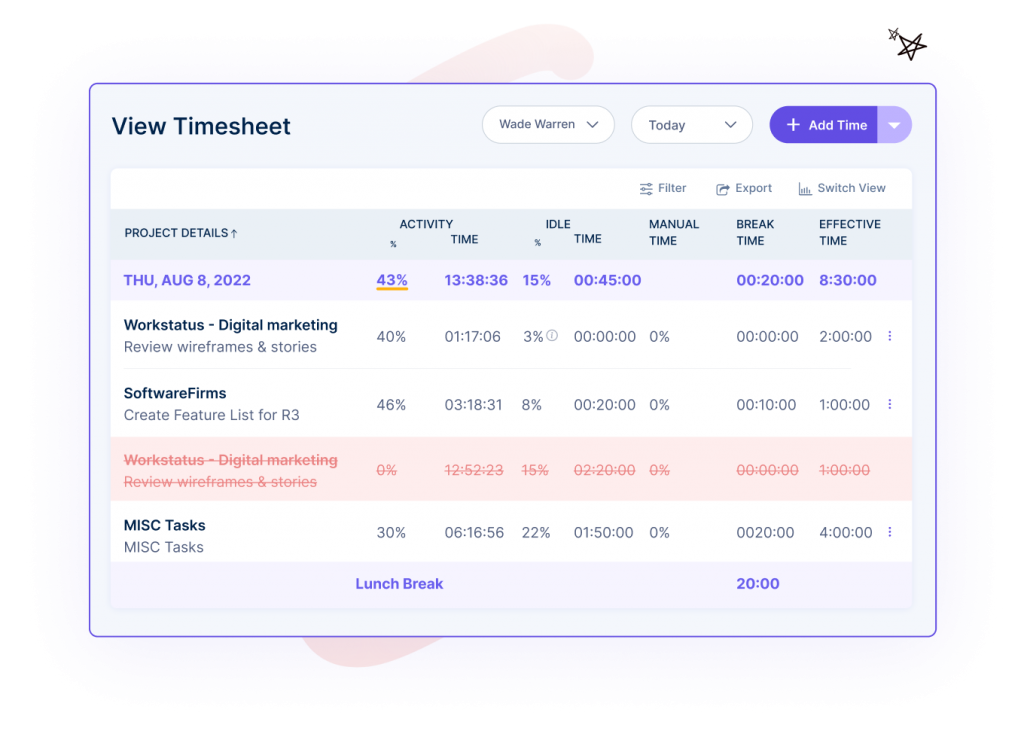 View Timesheet
Wade Warren
Today
Add Time
Filter
Export
Switch View
PROJECT DETAILS↑
ACTIVITY
%
TIME
IDLE
%
TIME
MANUAL
TIME
BREAK
TIME
EFFECTIVE
TIME
THU, AUG 8, 2022 43% 13:38:36 15% 00:45:00 00:20:00 8:30:00
Workstatus - Digital marketing
Review wireframes & stories
40% 01:17:06 3% 00:00:00 0% 00:00:00 2:00:00
SoftwareFirms
Create Feature List for R3
46% 03:18:31 8% 00:20:00 0% 00:10:00 1:00:00
Workstatus - Digital marketing
Review wireframes & stories
0% 12:52:23 15% 02:20:00 0% 00:00:00 1:00:00
MISC Tasks
MISC Tasks
30% 06:16:56 22% 01:50:00 0% 0020:00 4:00:00
Lunch Break 20:00